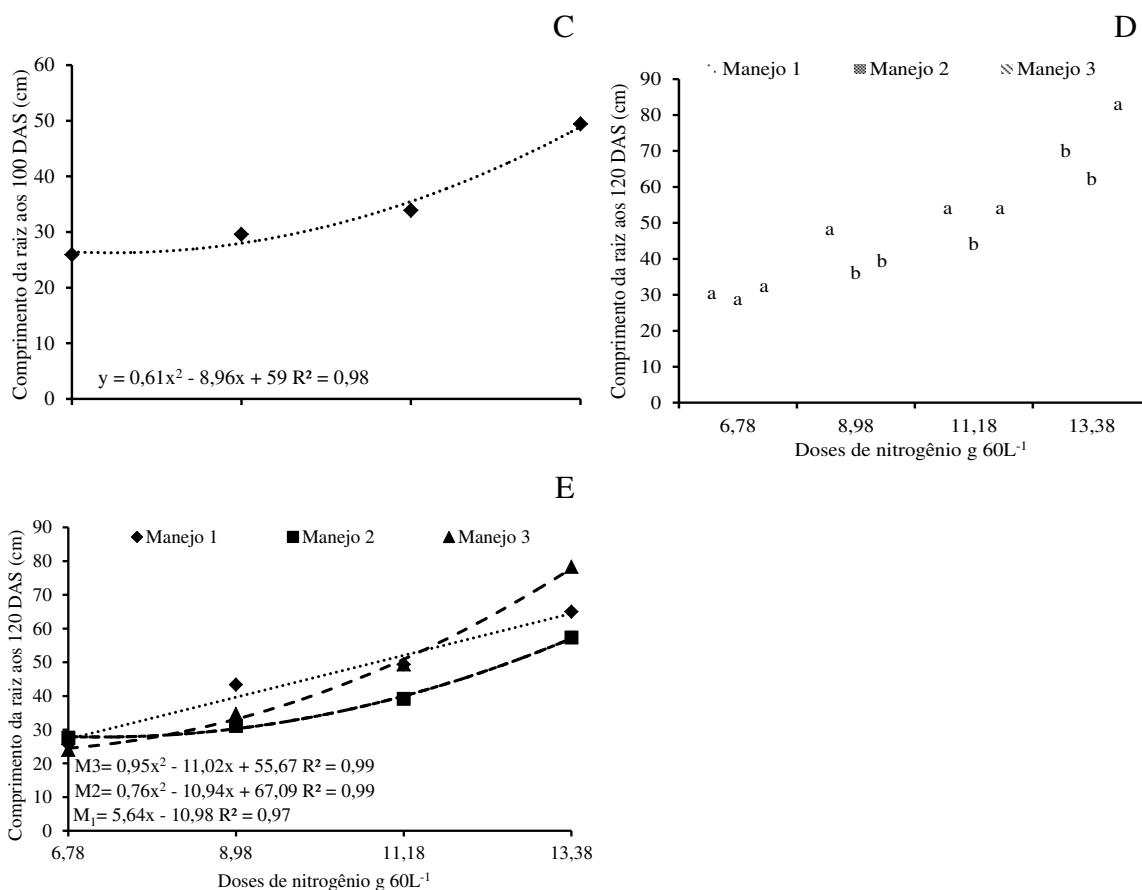 C
Comprimento da raiz aos 100 DAS (cm)
60
50
40
30
20
10
0
y = 0,61x² - 8,96x + 59 R² = 0,98
D
Manejo 1 Manejo 2 Manejo 3
Comprimento da raiz aos 120 DAS (cm)
90
80
70
60
50
40
30
20
10
0
a a a
a b b
a b a
b b a
6,78 8,98 11,18 13,38
Doses de nitrogênio g 60L⁻¹
E
Manejo 1 Manejo 2 Manejo 3
Comprimento da raiz aos 120 DAS (cm)
90
80
70
60
50
40
30
20
10
0
M3= 0,95x² - 11,02x + 55,67 R² = 0,99
M2= 0,76x² - 10,94x + 67,09 R² = 0,99
M₁= 5,64x - 10,98 R² = 0,97
6,78 8,98 11,18 13,38
Doses de nitrogênio g 60L⁻¹